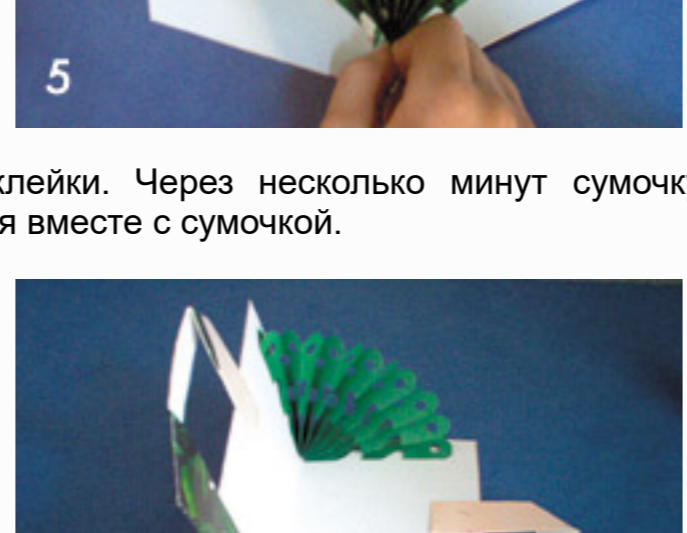 5
клейки. Через несколько минут сумочк
я вместе с сумочкой.